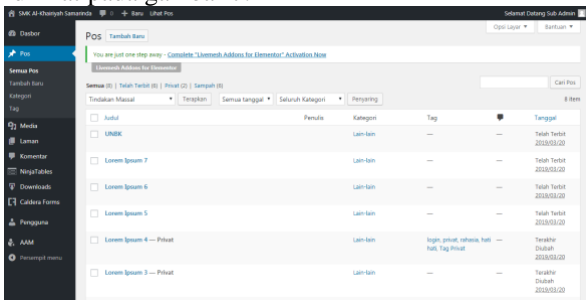 SMK Al-Khairiyah Samarinda 0 + Baru Lihat Pos Selamat Datang Sub Admin
Opsi Layar ▼ Bantuan ▼
Dasbor
Pos
Semua Pos
Tambah Baru
Kategori
Tag
Media
Laman
Komentar
NinjaTables
Downloads
Caldera Forms
Pengguna
AAM
Persempit menu
Pos Tambah Baru
You are just one step away - Complete "Livemesh Addons for Elementor" Activation Now
Livemesh Addons for Elementor
Semua (8) | Telah Terbit (6) | Privat (2) | Sampah (6)
Cari Pos
Tindakan Massal ▼ Terapkan Semua tanggal ▼ Seluruh Kategori ▼ Penyaring
8 item
Judul Penulis Kategori Tag Tanggal
UNBK Lain-lain — — Telah Terbit
2019/03/20
Lorem Ipsum 7 Lain-lain — — Telah Terbit
2019/03/20
Lorem Ipsum 6 Lain-lain — — Telah Terbit
2019/03/20
Lorem Ipsum 5 Lain-lain — — Telah Terbit
2019/03/20
Lorem Ipsum 4 — Privat Lain-lain login, privat, rahasia, hati — Terakhir
hati, Tag Privat Diubah
2019/03/20
Lorem Ipsum 3 — Privat Lain-lain — — Terakhir
Diubah
2019/03/20